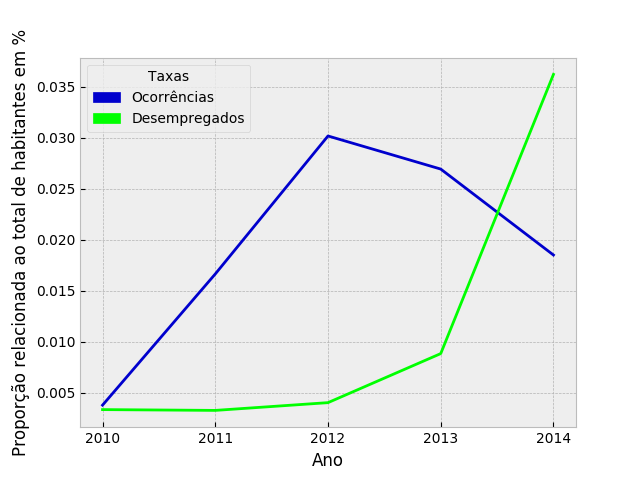 Proporção relacionada ao total de habitantes em %
Taxas
Ocorrências
Desempregados
0.035
0.030
0.025
0.020
0.015
0.010
0.005
2010 2011 2012 2013 2014
Ano